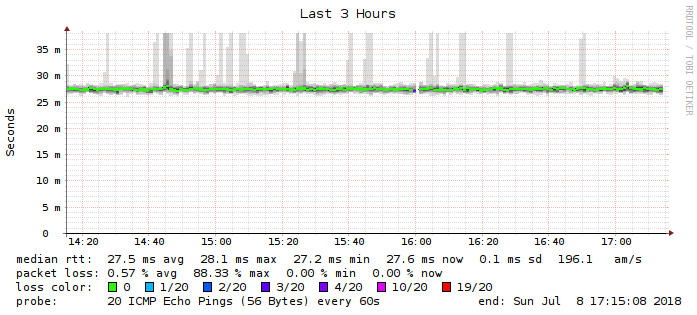 Last 3 Hours
RRDTOOL / TOBI OETIKER
Seconds
35 m
30 m
25 m
20 m
15 m
10 m
5 m
0
14:20 14:40 15:00 15:20 15:40 16:00 16:20 16:40 17:00
median rtt: 27.5 ms avg 28.1 ms max 27.2 ms min 27.6 ms now 0.1 ms sd 196.1 am/s
packet loss: 0.57 % avg 88.33 % max 0.00 % min 0.00 % now
loss color: 0 1/20 2/20 3/20 4/20 10/20 19/20
probe: 20 ICMP Echo Pings (56 Bytes) every 60s end: Sun Jul 8 17:15:08 2018